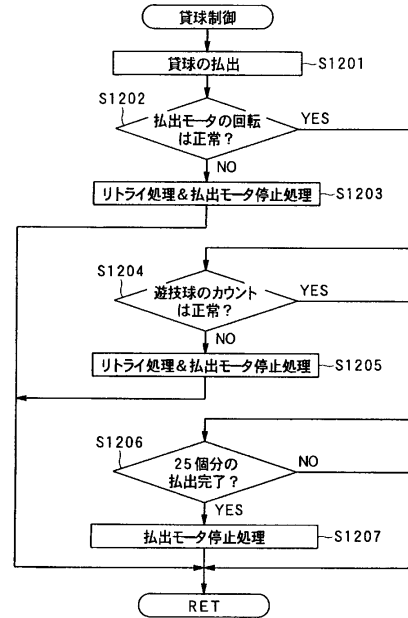 貸球制御
貸球の払出
S1201
S1202
払出モータの回転
は正常?
YES
NO
リトライ処理&払出モータ停止処理
S1203
S1204
遊技球のカウント
は正常?
YES
NO
リトライ処理&払出モータ停止処理
S1205
S1206
25個分の
払出完了?
NO
YES
払出モータ停止処理
S1207
RET